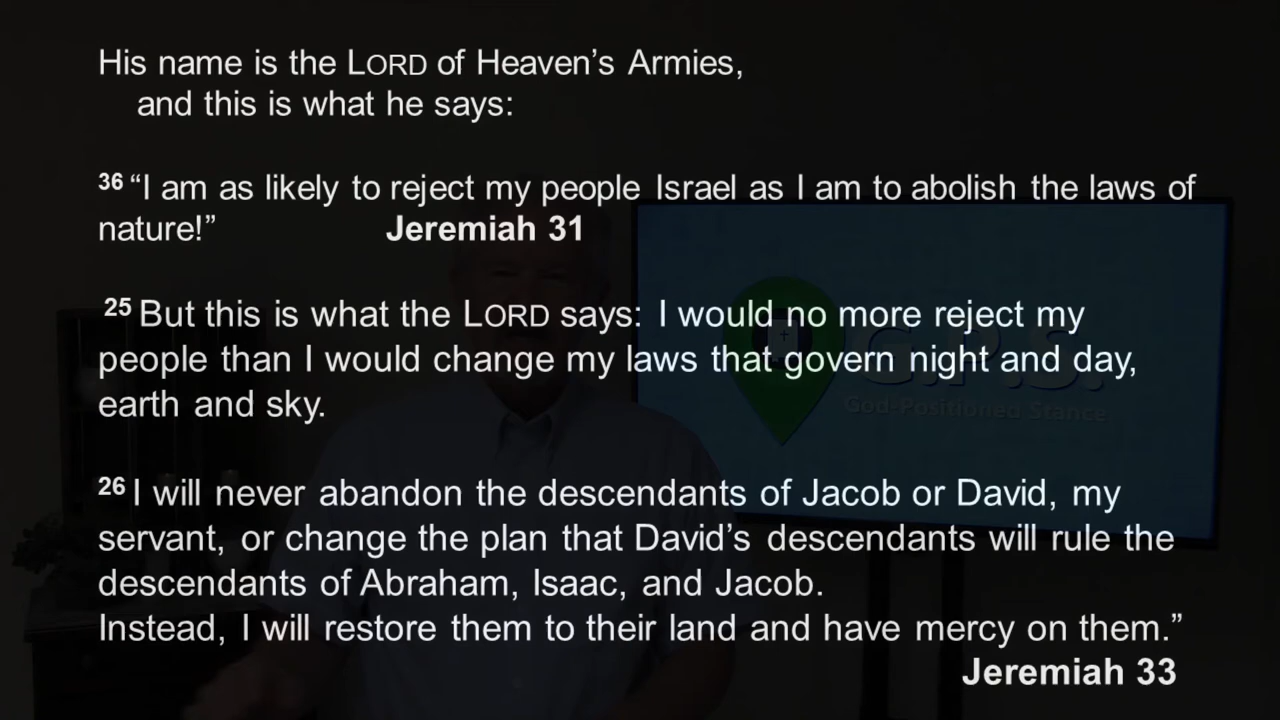 His name is the LORD of Heaven’s Armies,
and this is what he says:
36 “I am as likely to reject my people Israel as I am to abolish the laws of
nature!” Jeremiah 31
25 But this is what the LORD says: I would no more reject my
people than I would change my laws that govern night and day,
earth and sky.
G.P.S.
God-Positioned Stance
26 I will never abandon the descendants of Jacob or David, my
servant, or change the plan that David’s descendants will rule the
descendants of Abraham, Isaac, and Jacob.
Instead, I will restore them to their land and have mercy on them.”
Jeremiah 33